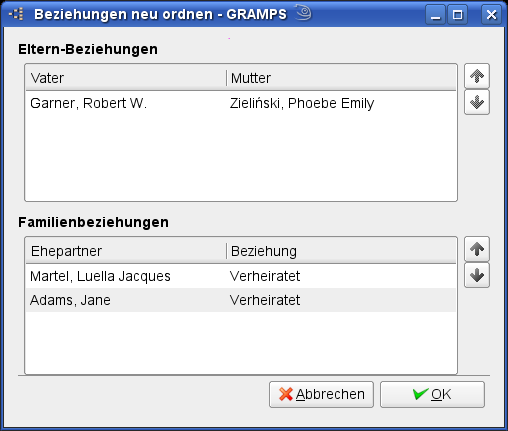 Beziehungen neu ordnen - GRAMPS
Eltern-Beziehungen
Vater Mutter
Garner, Robert W. Zieliński, Phoebe Emily
Familienbeziehungen
Ehepartner Beziehung
Martel, Luella Jacques Verheiratet
Adams, Jane Verheiratet
Abbrechen OK